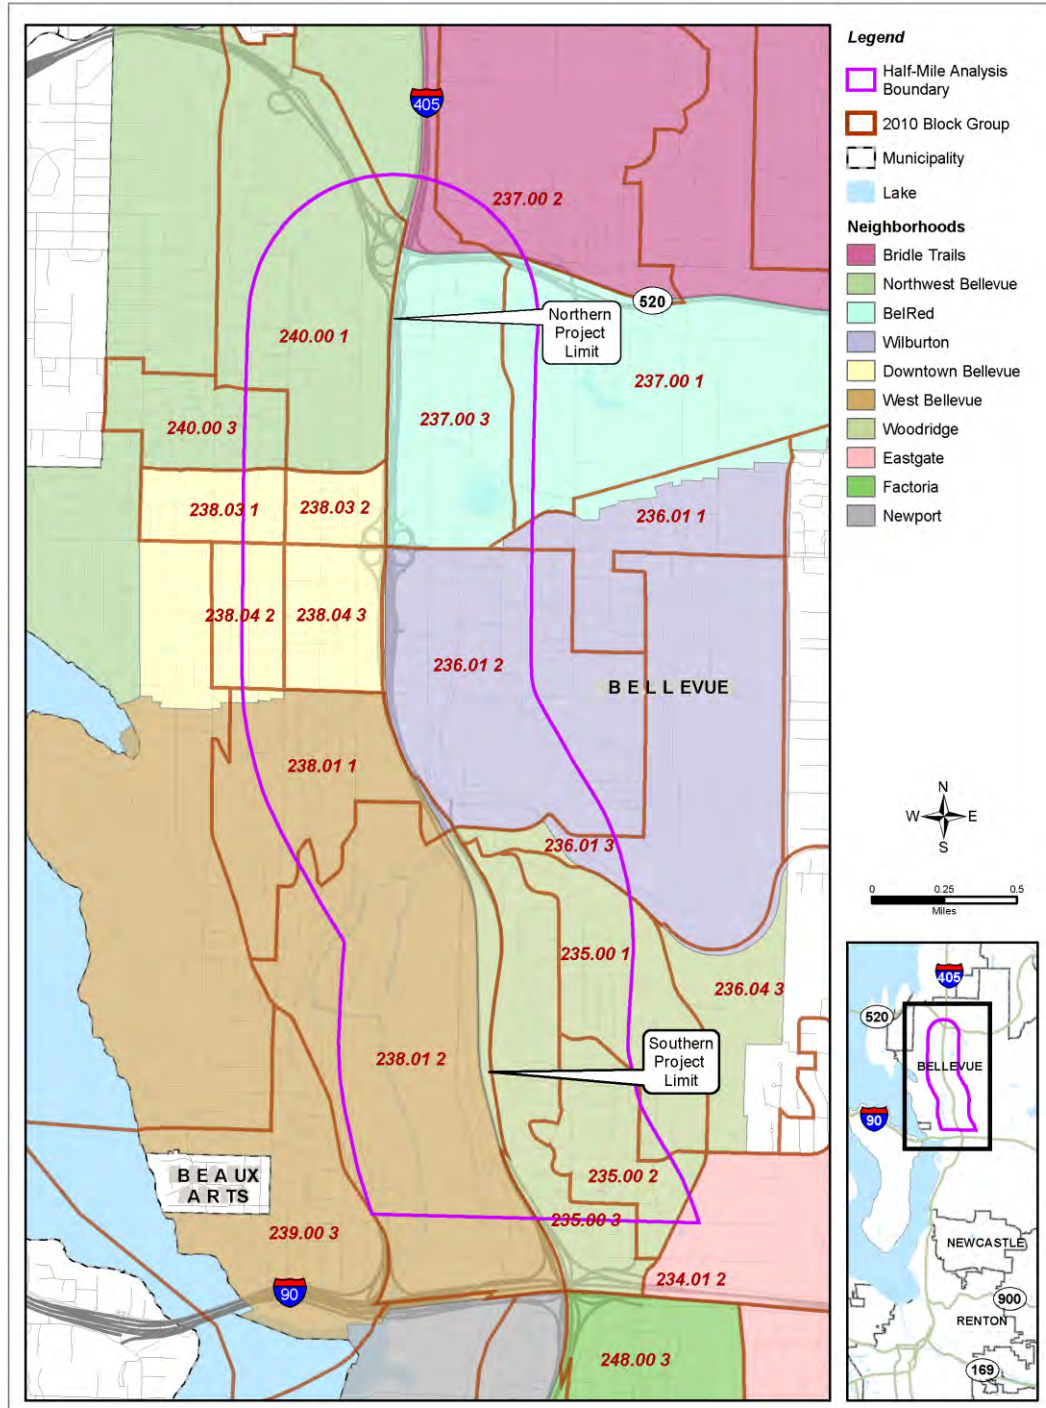 405
237.00 2
520
Northern
Project
Limit
240.00 1
237.00 1
237.00 3
240.00 3
238.03 1
238.03 2
236.01 1
238.04 2
238.04 3
236.01 2
BELLEVUE
238.01 1
236.01 3
235.00 1
236.04 3
Southern
Project
Limit
238.01 2
BEAUX
ARTS
235.00 2
235.00 3
239.00 3
234.01 2
90
248.00 3
Legend
Half-Mile Analysis
Boundary
2010 Block Group
Municipality
Lake
Neighborhoods
Bridle Trails
Northwest Bellevue
BelRed
Wilburton
Downtown Bellevue
West Bellevue
Woodridge
Eastgate
Factoria
Newport
N
W E
S
0 0.25 0.5
Miles
405
520
BELLEVUE
90
NEWCASTLE
900
RENTON
169